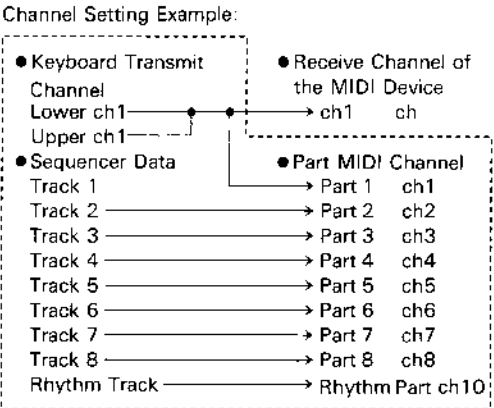 Channel Setting Example:
● Keyboard Transmit
Channel
Lower ch1
Upper ch1
● Receive Channel of
the MIDI Device
ch1 ch
● Sequencer Data
Track 1
Track 2
Track 3
Track 4
Track 5
Track 6
Track 7
Track 8
Rhythm Track
● Part MIDI Channel
Part 1 ch1
Part 2 ch2
Part 3 ch3
Part 4 ch4
Part 5 ch5
Part 6 ch6
Part 7 ch7
Part 8 ch8
Rhythm Part ch10